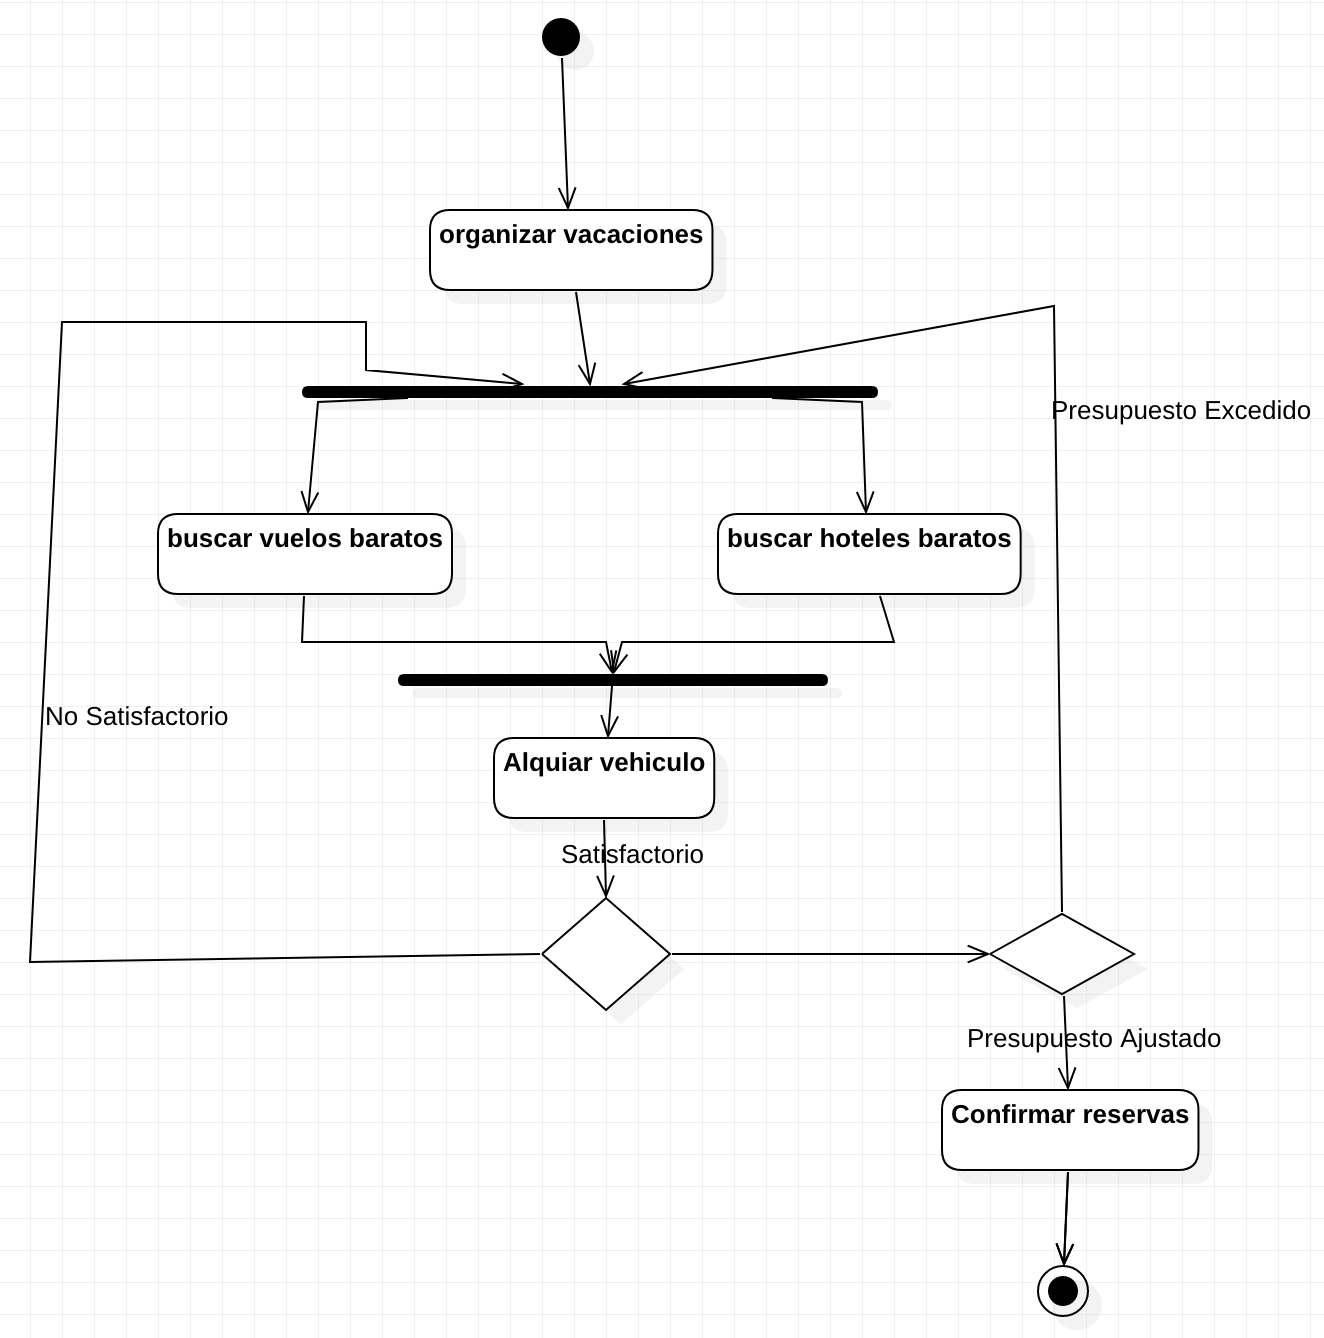 organizar vacaciones
Presupuesto Excedido
buscar vuelos baratos
buscar hoteles baratos
No Satisfactorio
Alquiar vehiculo
Satisfactorio
Presupuesto Ajustado
Confirmar reservas